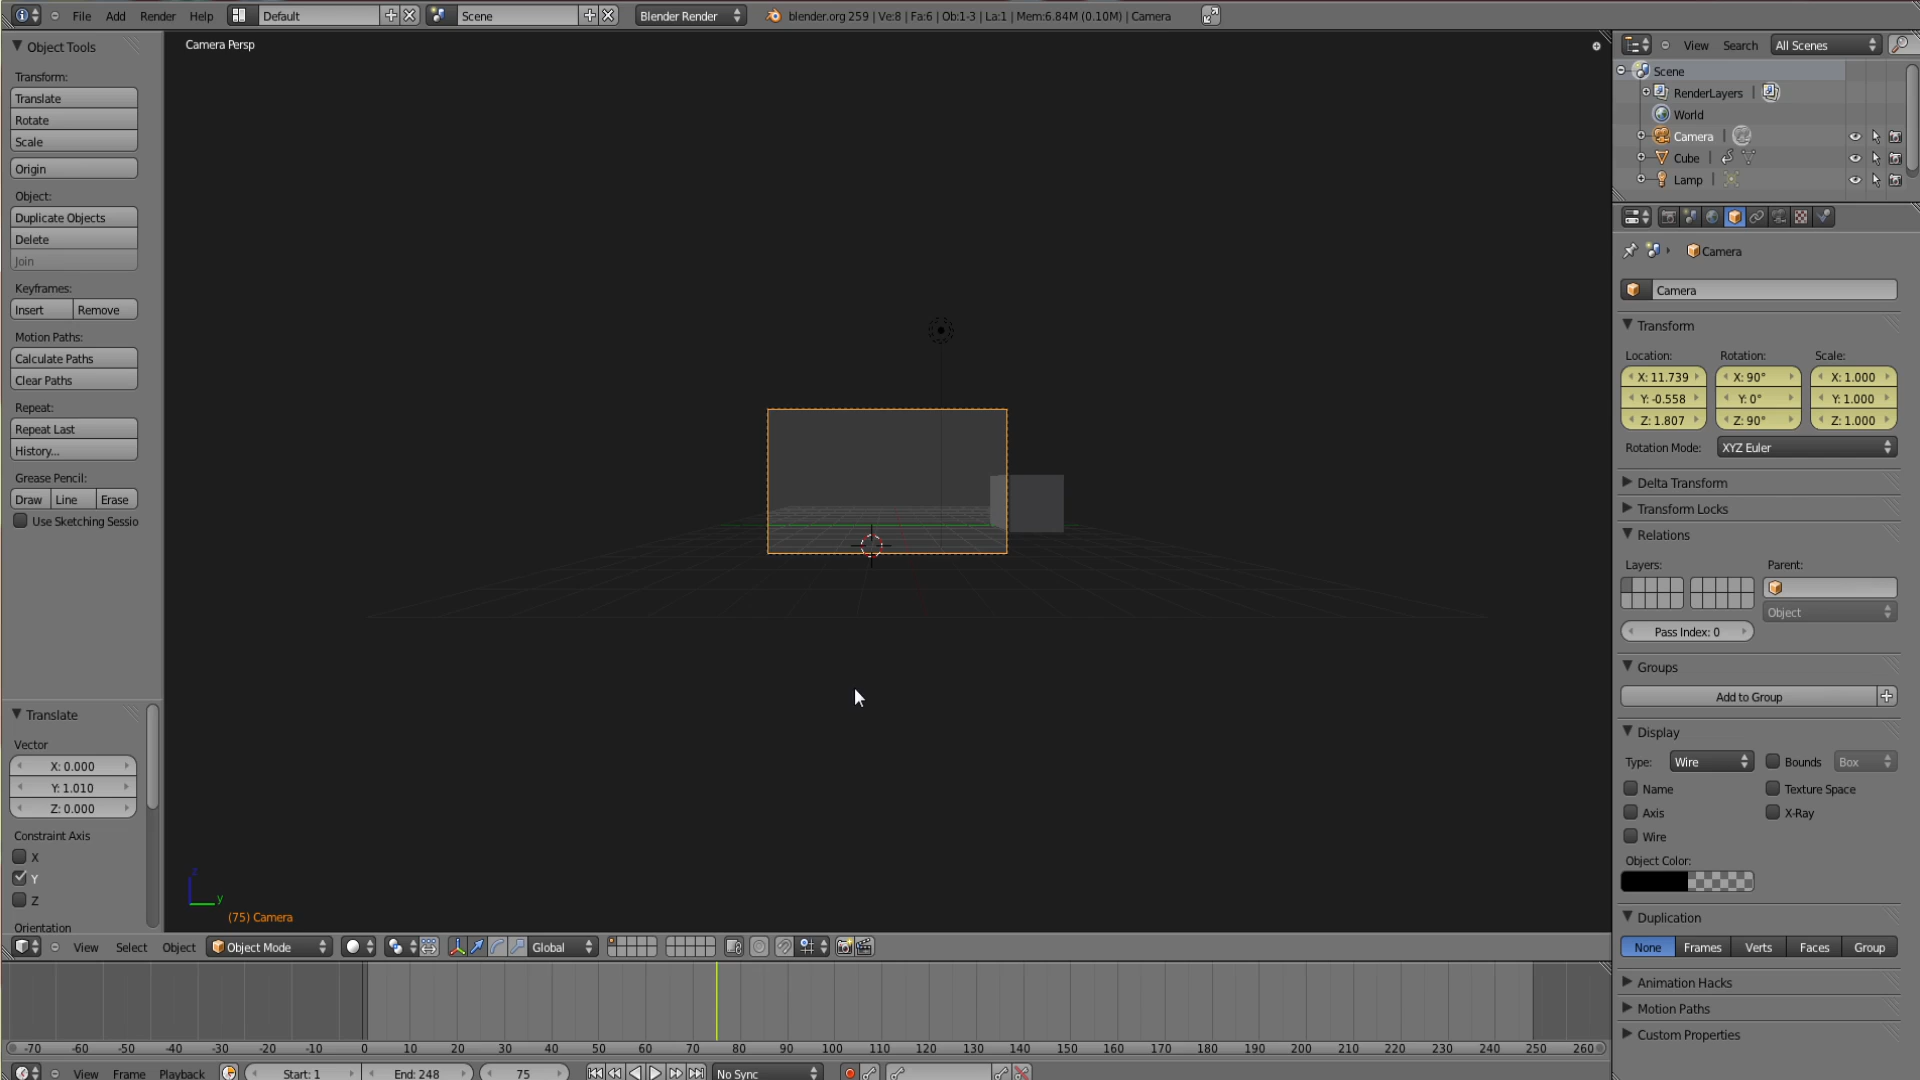 File Add Render Help Default Scene Blender Render blender.org 259 | Ve:8 | Fa:6 | Ob:1-3 | La:1 | Mem:6.84M (0.10M) | Camera
Object Tools
Transform:
Translate
Rotate
Scale
Origin
Object:
Duplicate Objects
Delete
Join
Keyframes:
Insert Remove
Motion Paths:
Calculate Paths
Clear Paths
Repeat:
Repeat Last
History...
Grease Pencil:
Draw Line Erase
Use Sketching Sessio
Translate
Vector
X: 0.000
Y: 1.010
Z: 0.000
Constraint Axis
X
Y
Z
Orientation
Camera Persp
z
y
(75) Camera
View Select Object Object Mode Global
-70 -60 -50 -40 -30 -20 -10 0 10 20 30 40 50 60 70 80 90 100 110 120 130 140 150 160 170 180 190 200 210 220 230 240 250 260
View Frame Playback Start: 1 End: 248 75 No Sync
View Search All Scenes
Scene
RenderLayers |
World
Camera |
Cube |
Lamp |
Camera
Camera
Transform
Location: Rotation: Scale:
X: 11.739 X: 90° X: 1.000
Y: -0.558 Y: 0° Y: 1.000
Z: 1.807 Z: 90° Z: 1.000
Rotation Mode: XYZ Euler
Delta Transform
Transform Locks
Relations
Layers: Parent:
Object
Pass Index: 0
Groups
Add to Group
Display
Type: Wire Bounds Box
Name Texture Space
Axis X-Ray
Wire
Object Color:
Duplication
None Frames Verts Faces Group
Animation Hacks
Motion Paths
Custom Properties